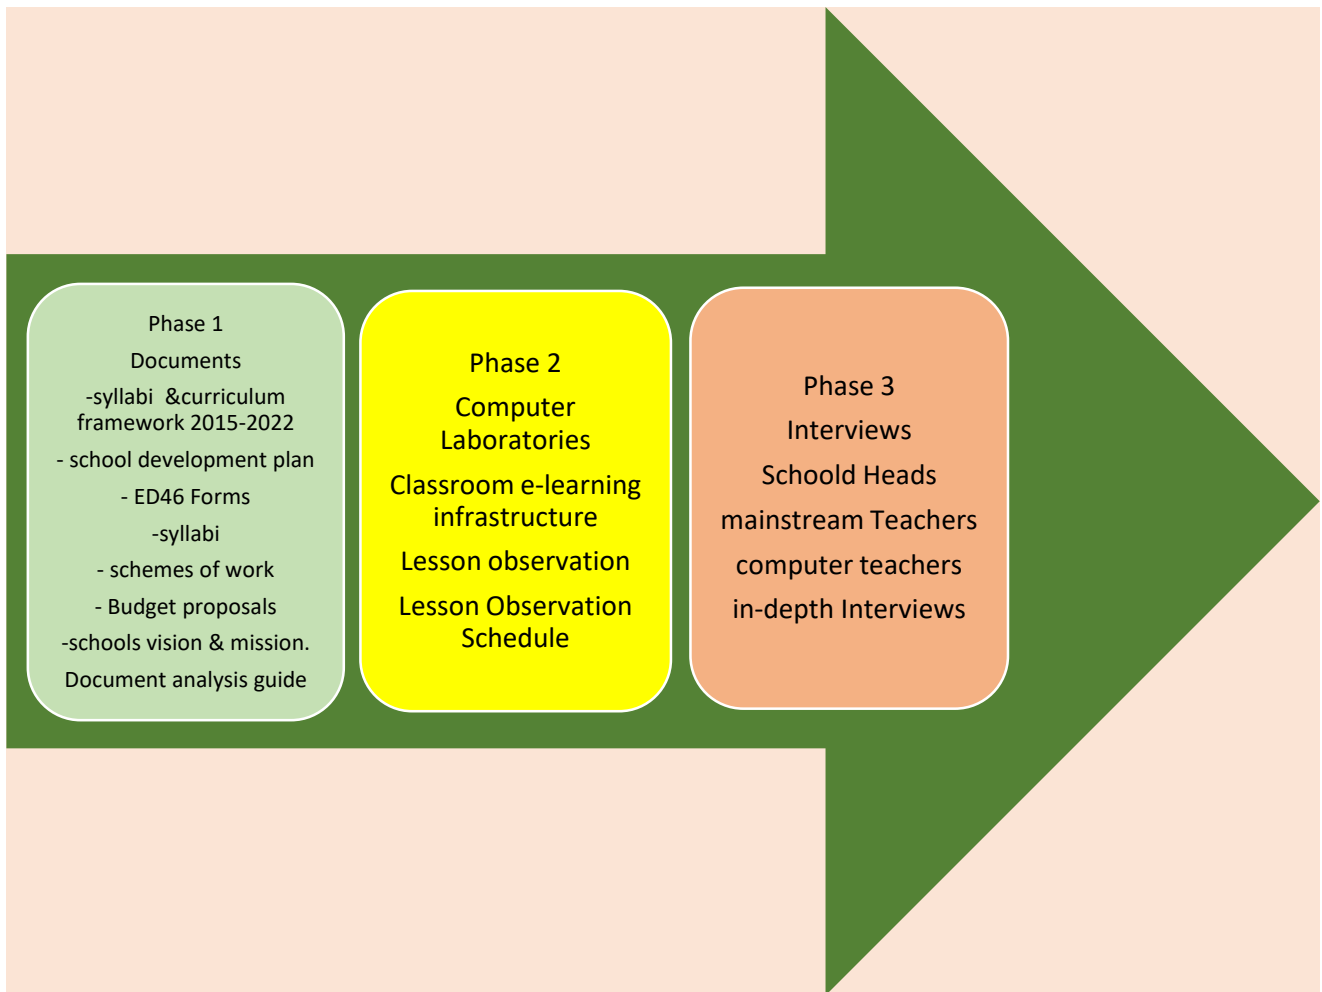 Phase 1
Documents
-syllabi &curriculum
framework 2015-2022
- school development plan
- ED46 Forms
-syllabi
- schemes of work
- Budget proposals
-schools vision & mission.
Document analysis guide
Phase 2
Computer
Laboratories
Classroom e-learning
infrastructure
Lesson observation
Lesson Observation
Schedule
Phase 3
Interviews
Schoold Heads
mainstream Teachers
computer teachers
in-depth Interviews